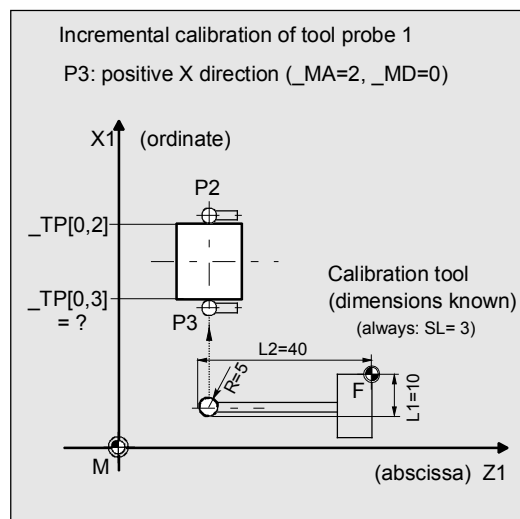 Incremental calibration of tool probe 1
P3: positive X direction (_MA=2, _MD=0)
X1 (ordinate)
P2
_TP[0,2]
_TP[0,3]
= ?
P3
Calibration tool
(dimensions known)
(always: SL= 3)
L2=40
R=5
F
L1=10
M
(abscissa) Z1